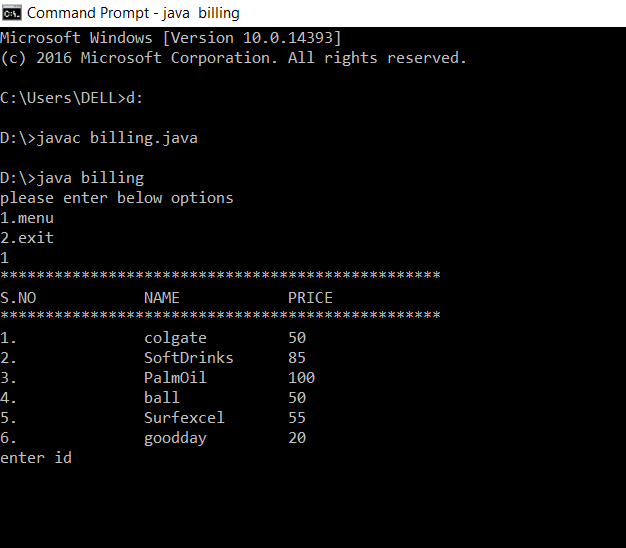 Command Prompt - java  billing
Microsoft Windows [Version 10.0.14393]
(c) 2016 Microsoft Corporation. All rights reserved.
C:\Users\DELL>d:
D:\>javac billing.java
D:\>java billing
please enter below options
1.menu
2.exit
1
*************************************************
S.NO            NAME            PRICE
*************************************************
1.              colgate         50
2.              SoftDrinks      85
3.              PalmOil         100
4.              ball            50
5.              Surfexcel       55
6.              goodday         20
enter id